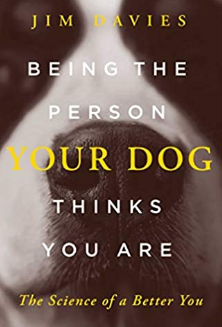 JIM DAVIES
BEING THE
PERSON
YOUR DOG
THINKS
YOU ARE
The Science of a Better You